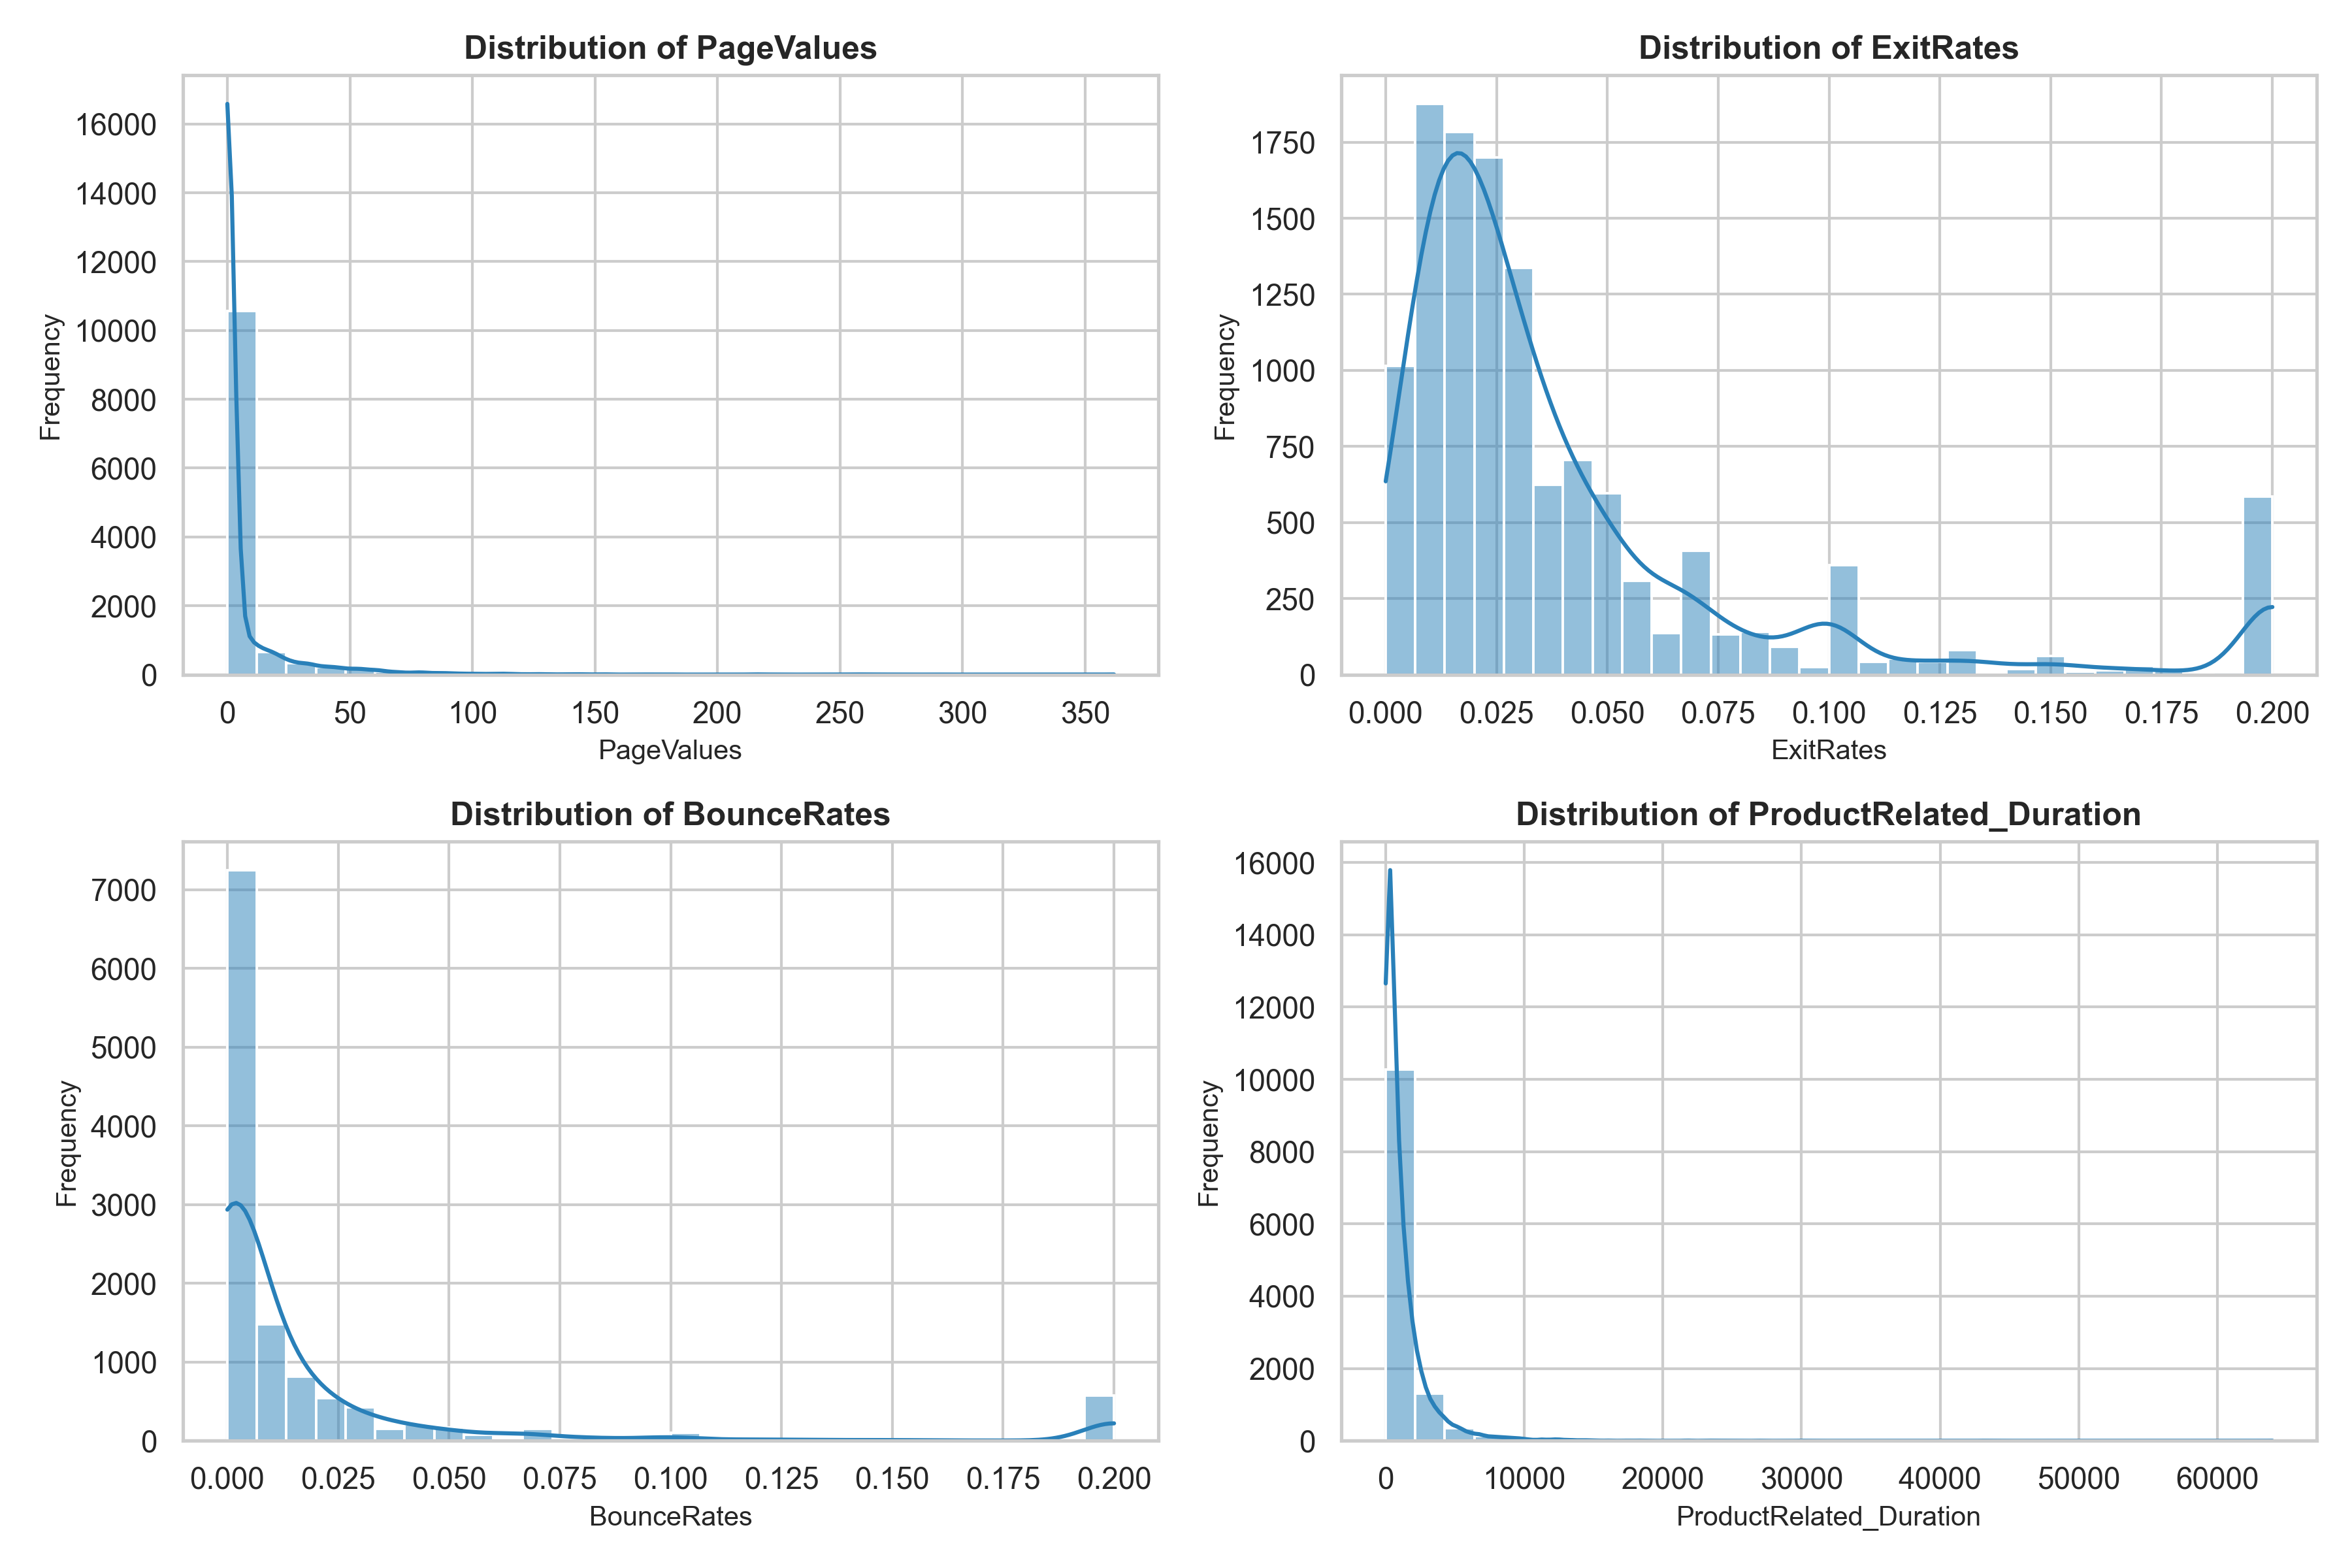 Distribution of PageValues
Frequency
16000
14000
12000
10000
8000
6000
4000
2000
0
0 50 100 150 200 250 300 350
PageValues
Distribution of ExitRates
Frequency
1750
1500
1250
1000
750
500
250
0
0.000 0.025 0.050 0.075 0.100 0.125 0.150 0.175 0.200
ExitRates
Distribution of BounceRates
Frequency
7000
6000
5000
4000
3000
2000
1000
0
0.000 0.025 0.050 0.075 0.100 0.125 0.150 0.175 0.200
BounceRates
Distribution of ProductRelated_Duration
Frequency
16000
14000
12000
10000
8000
6000
4000
2000
0
0 10000 20000 30000 40000 50000 60000
ProductRelated_Duration